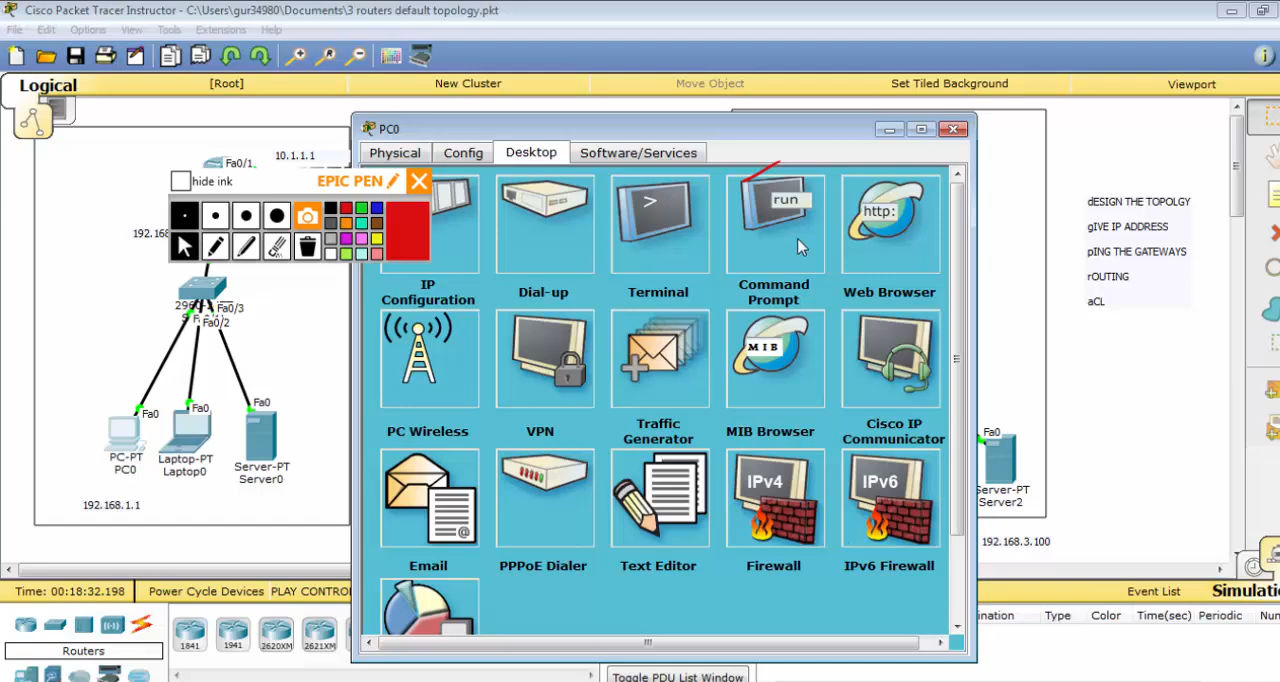 Cisco Packet Tracer Instructor - C:\Users\gur34980\Documents\3 routers default topology.pkt
File Edit Options View Tools Extensions Help
Logical
[Root]
New Cluster
Move Object
Set Tiled Background
Viewport
PC0
Physical
Config
Desktop
Software/Services
Fa0/1
10.1.1.1
hide ink
EPIC PEN
192.168
Fa0/3
Fa0/2
Fa0
Fa0
Fa0
PC-PT
PC0
Laptop-PT
Laptop0
Server-PT
Server0
192.168.1.1
>
run
http:
IP
Configuration
Dial-up
Terminal
Command
Prompt
Web Browser
MIB
PC Wireless
VPN
Traffic
Generator
MIB Browser
Cisco IP
Communicator
IPv4
IPv6
@
Email
PPPoE Dialer
Text Editor
Firewall
IPv6 Firewall
DESIGN THE TOPOLGY
gIVE IP ADDRESS
pING THE GATEWAYS
rOUTING
aCL
Fa0
Server-PT
Server2
192.168.3.100
Time: 00:18:32.198
Power Cycle Devices
PLAY CONTRO
Event List
Simulati
Routers
1841
1941
2620XM
2621XM
ination
Type
Color
Time(sec)
Periodic
Nu
Toggle PDU List Window